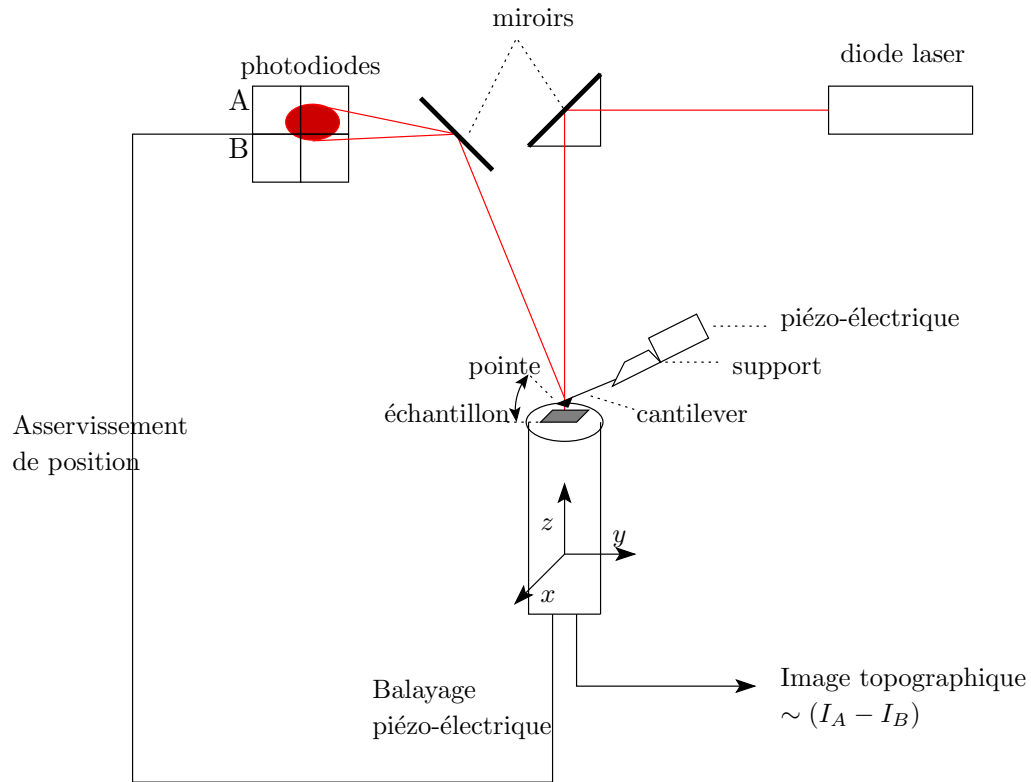 miroirs
diode laser
photodiodes
A
B
piézo-électrique
pointe
support
échantillon
cantilever
Asservissement
de position
z
y
x
Balayage
piézo-électrique
Image topographique
∼ (I_A − I_B)